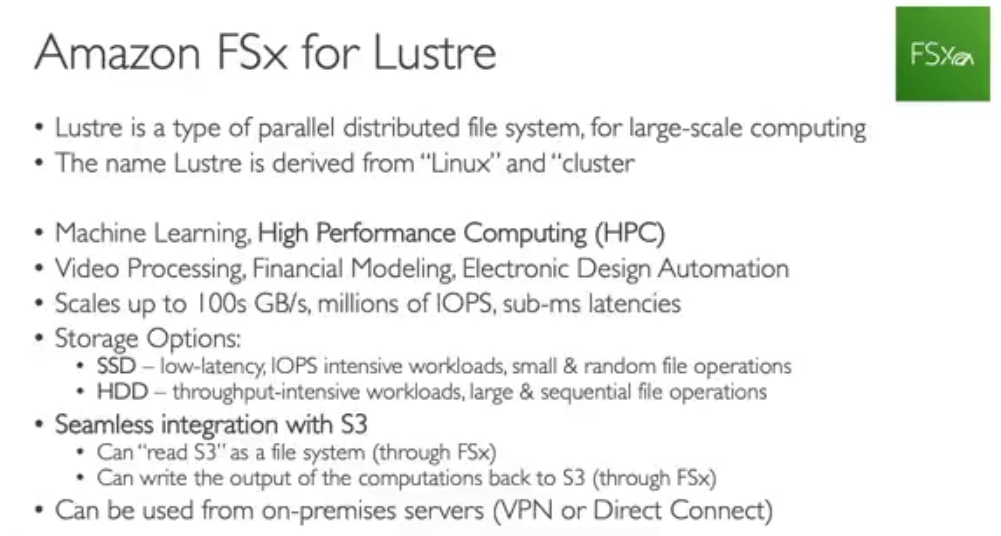 Amazon FSx for Lustre
FSx
• Lustre is a type of parallel distributed file system, for large-scale computing
• The name Lustre is derived from “Linux” and “cluster
• Machine Learning, High Performance Computing (HPC)
• Video Processing, Financial Modeling, Electronic Design Automation
• Scales up to 100s GB/s, millions of IOPS, sub-ms latencies
• Storage Options:
• SSD – low-latency, IOPS intensive workloads, small & random file operations
• HDD – throughput-intensive workloads, large & sequential file operations
• Seamless integration with S3
• Can “read S3” as a file system (through FSx)
• Can write the output of the computations back to S3 (through FSx)
• Can be used from on-premises servers (VPN or Direct Connect)